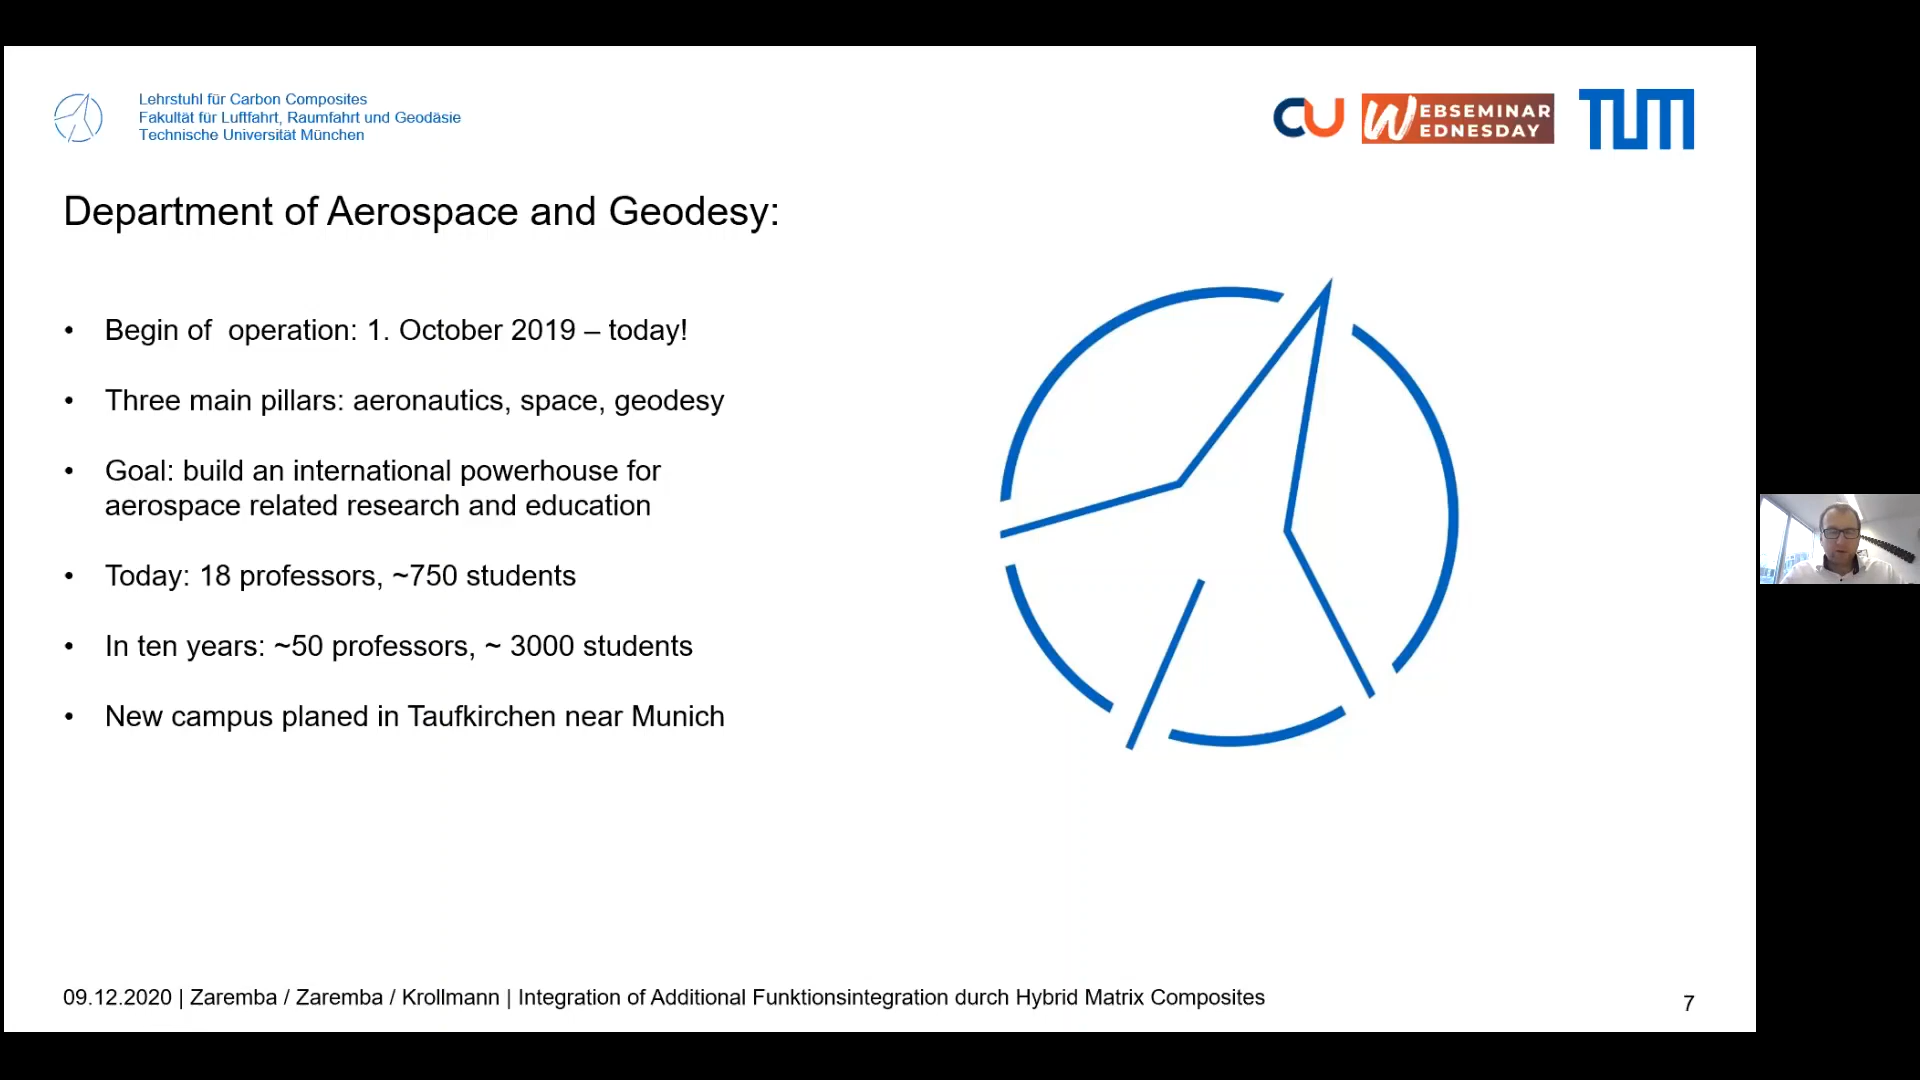 Lehrstuhl für Carbon Composites
Fakultät für Luftfahrt, Raumfahrt und Geodäsie
Technische Universität München
CU WEBSEMINAR
WEDNESDAY
TUM
Department of Aerospace and Geodesy:
• Begin of  operation: 1. October 2019 – today!
• Three main pillars: aeronautics, space, geodesy
• Goal: build an international powerhouse for
aerospace related research and education
• Today: 18 professors, ~750 students
• In ten years: ~50 professors, ~ 3000 students
• New campus planed in Taufkirchen near Munich
09.12.2020 | Zaremba / Zaremba / Krollmann | Integration of Additional Funktionsintegration durch Hybrid Matrix Composites
7